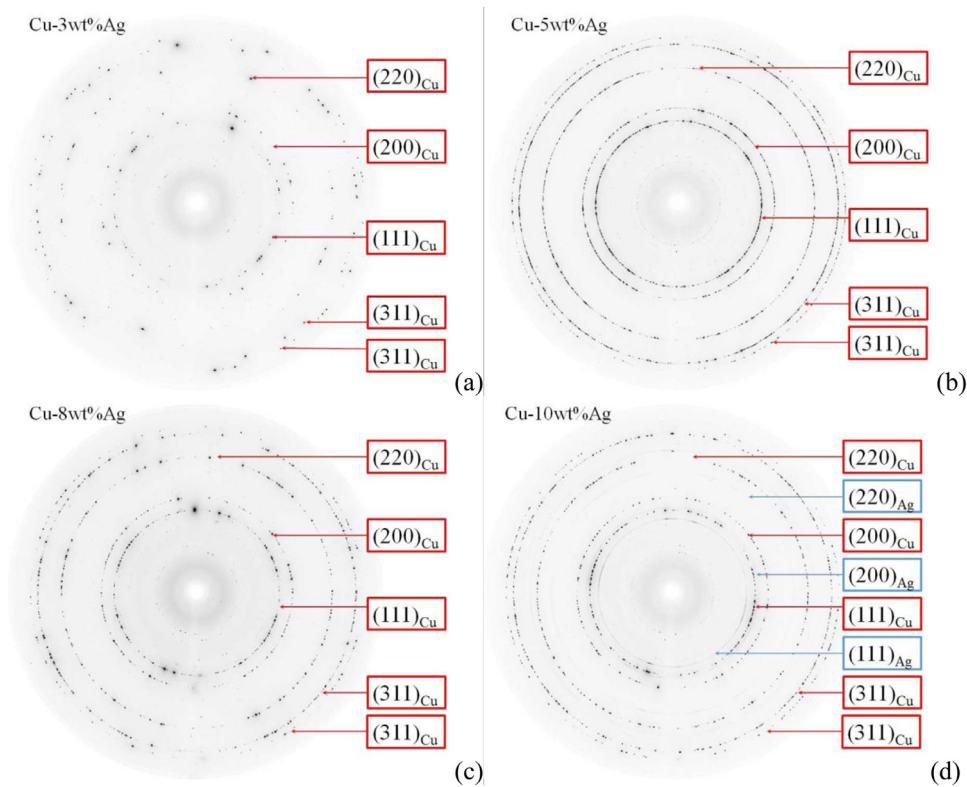 Cu-3wt%Ag
(220)Cu
(200)Cu
(111)Cu
(311)Cu
(311)Cu
(a)
Cu-5wt%Ag
(220)Cu
(200)Cu
(111)Cu
(311)Cu
(311)Cu
(b)
Cu-8wt%Ag
(220)Cu
(200)Cu
(111)Cu
(311)Cu
(311)Cu
(c)
Cu-10wt%Ag
(220)Cu
(220)Ag
(200)Cu
(200)Ag
(111)Cu
(111)Ag
(311)Cu
(311)Cu
(d)